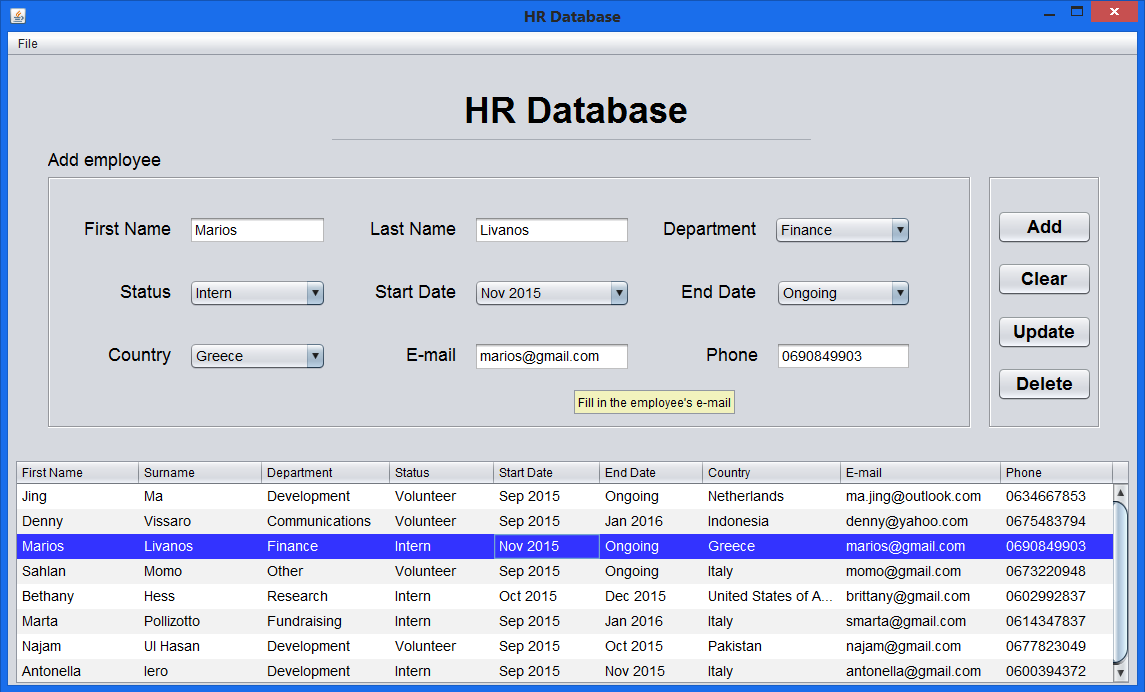 HR Database
File
HR Database
Add employee
First Name Marios Last Name Livanos Department Finance Add
Clear
Status Intern Start Date Nov 2015 End Date Ongoing
Update
Country Greece E-mail marios@gmail.com Phone 0690849903
Delete
Fill in the employee's e-mail
First Name Surname Department Status Start Date End Date Country E-mail Phone
Jing Ma Development Volunteer Sep 2015 Ongoing Netherlands ma.jing@outlook.com 0634667853
Denny Vissaro Communications Volunteer Sep 2015 Jan 2016 Indonesia denny@yahoo.com 0675483794
Marios Livanos Finance Intern Nov 2015 Ongoing Greece marios@gmail.com 0690849903
Sahlan Momo Other Volunteer Sep 2015 Ongoing Italy momo@gmail.com 0673220948
Bethany Hess Research Intern Oct 2015 Dec 2015 United States of A... brittany@gmail.com 0602992837
Marta Pollizotto Fundraising Intern Sep 2015 Jan 2016 Italy smarta@gmail.com 0614347837
Najam Ul Hasan Development Volunteer Sep 2015 Oct 2015 Pakistan najam@gmail.com 0677823049
Antonella Iero Development Intern Sep 2015 Nov 2015 Italy antonella@gmail.com 0600394372